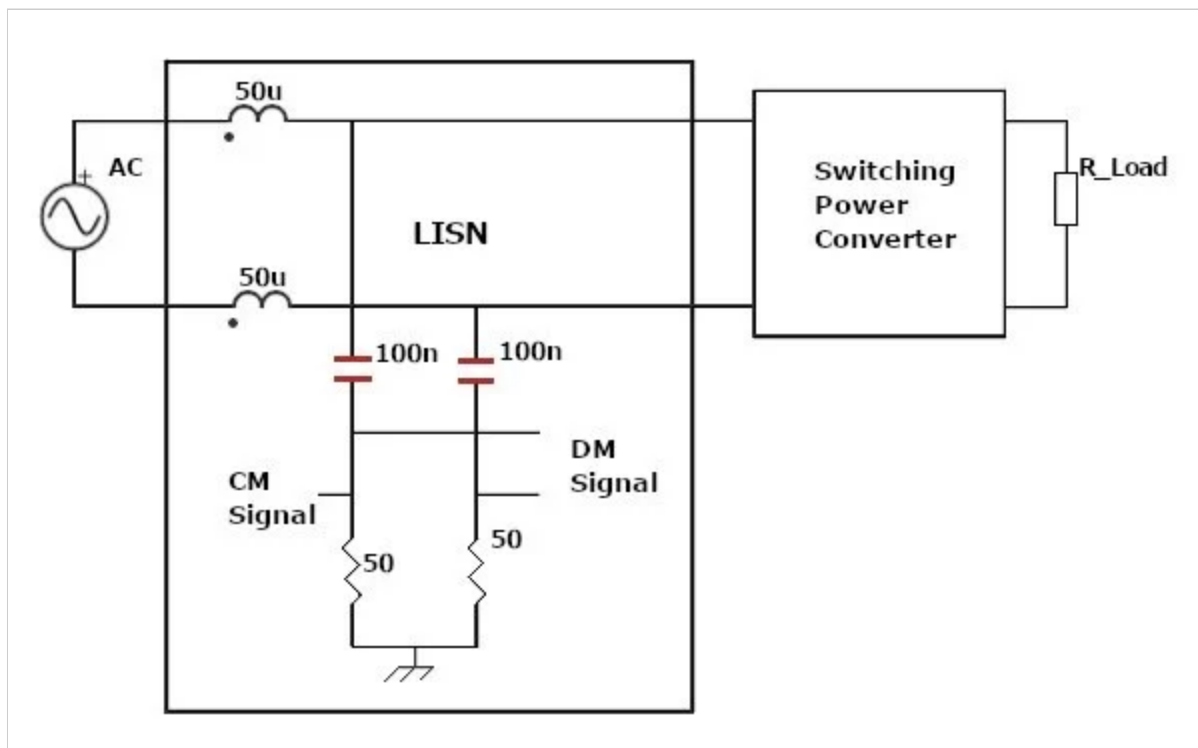 50u
+ AC
Switching
Power
Converter
R_Load
LISN
50u
100n
100n
DM
Signal
CM
Signal
50
50